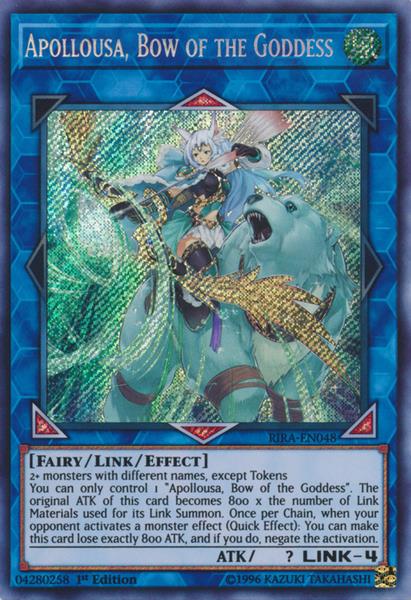 APOLLOUSA, BOW OF THE GODDESS
RIRA-EN048
[FAIRY/LINK/EFFECT]
2+ monsters with different names, except Tokens
You can only control 1 "Apollousa, Bow of the Goddess". The
original ATK of this card becomes 800 x the number of Link
Materials used for its Link Summon. Once per Chain, when your
opponent activates a monster effect (Quick Effect): You can make
this card lose exactly 800 ATK, and if you do, negate the activation.
ATK/ ? LINK-4
04280258 1st Edition ©1996 KAZUKI TAKAHASHI